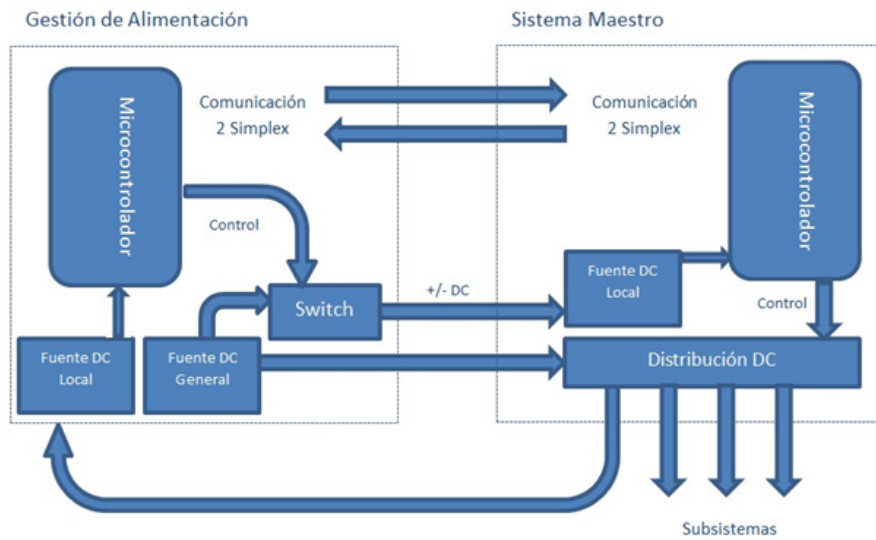 Gestión de Alimentación
Sistema Maestro
Microcontrolador
Comunicación
2 Simplex
Comunicación
2 Simplex
Microcontrolador
Control
Fuente DC
Local
Control
+/- DC
Switch
Fuente DC
Local
Fuente DC
General
Distribución DC
Subsistemas